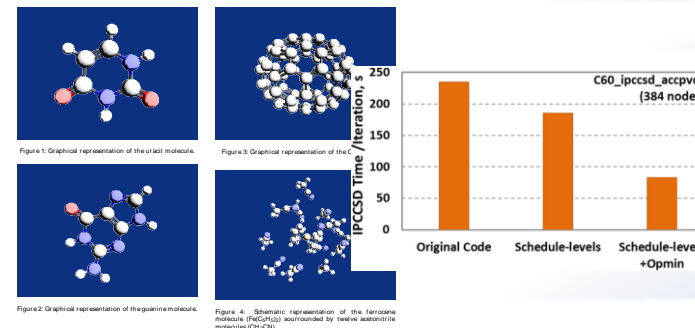 Figure 1: Graphical representation of the uracil molecule.
Figure 3: Graphical representation of the
Figure 2: Graphical representation of the guanine molecule.
Figure 4: Schematic representation of the ferrocene
molecule (Fe(C5H5)2) sourrounded by twelve acetonitrile
molecules (CH3CN)
IPCCSD Time /Iteration, s
250
200
150
100
50
0
C60_ipccsd_accpv
(384 node
Original Code
Schedule-levels
Schedule-leve
+Opmin